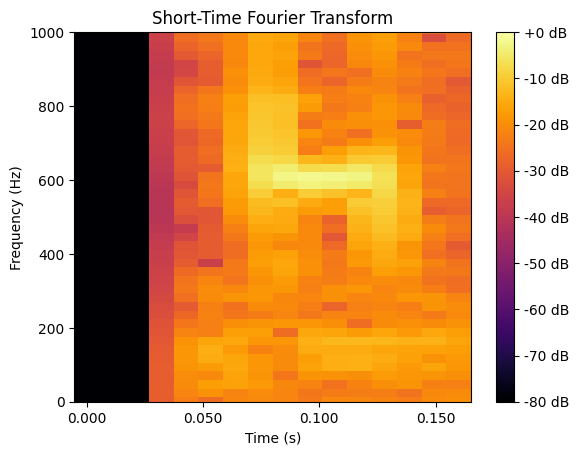 Short-Time Fourier Transform
1000
800
600
400
200
0
Frequency (Hz)
0.000
0.050
0.100
0.150
Time (s)
+0 dB
-10 dB
-20 dB
-30 dB
-40 dB
-50 dB
-60 dB
-70 dB
-80 dB